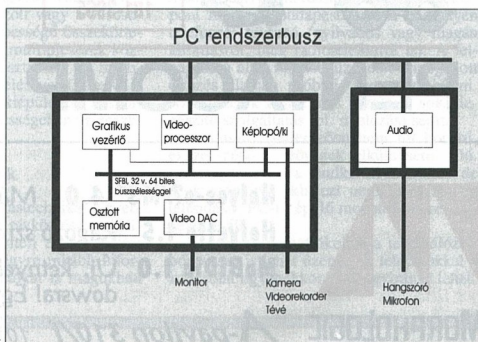 PC rendszerbusz
Grafikus
vezérlő
Video-
processzor
Képlopó/ki
Audio
SFBI, 32 v. 64 bites
buszszélességgel
Osztott
memória
Video DAC
Monitor
Kamera
Videorekorder
Tévé
Hangszóró
Mikrofon